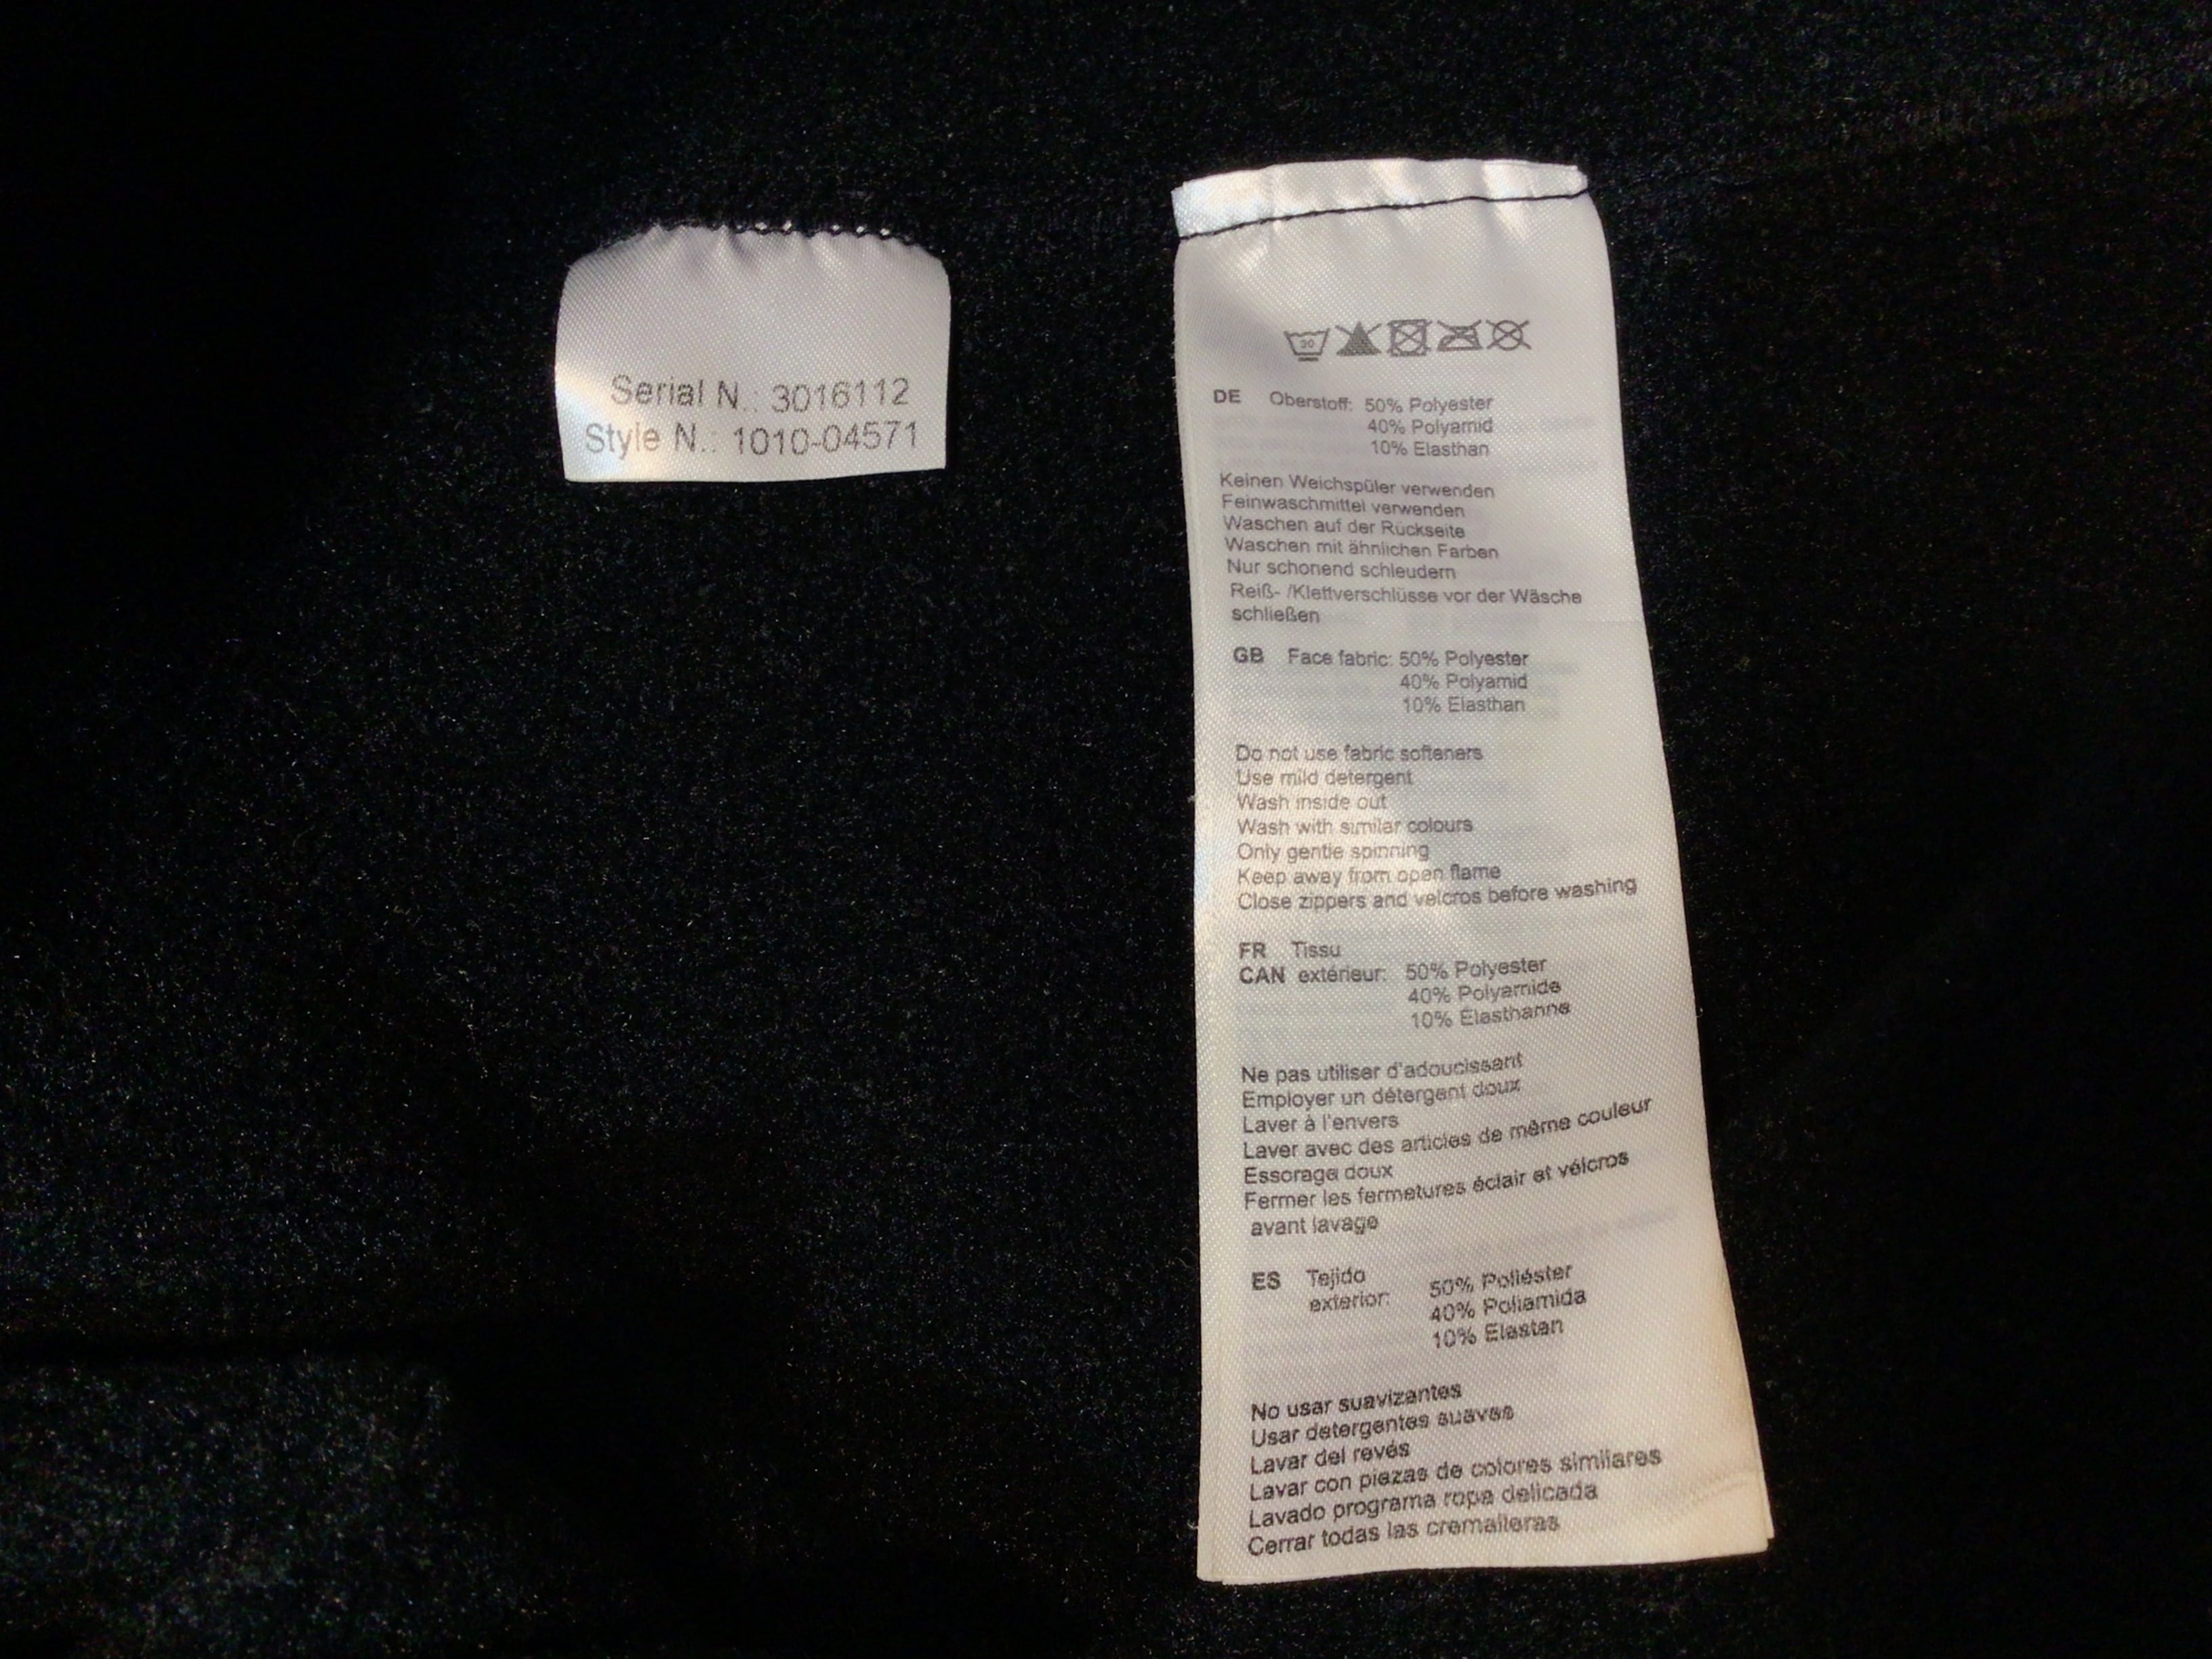 Serial N.: 3016112
Style N.: 1010-04571
30
DE Oberstoff: 50% Polyester
40% Polyamid
10% Elasthan
Keinen Weichspüler verwenden
Feinwaschmittel verwenden
Waschen auf der Rückseite
Waschen mit ähnlichen Farben
Nur schonend schleudern
Reiß- /Klettverschlüsse vor der Wäsche
schließen
GB Face fabric: 50% Polyester
40% Polyamid
10% Elasthan
Do not use fabric softeners
Use mild detergent
Wash inside out
Wash with similar colours
Only gentle spinning
Keep away from open flame
Close zippers and velcros before washing
FR Tissu
CAN extérieur: 50% Polyester
40% Polyamide
10% Élasthanne
Ne pas utiliser d'adoucissant
Employer un détergent doux
Laver à l'envers
Laver avec des articles de même couleur
Essorage doux
Fermer les fermetures éclair et vélcros
avant lavage
ES Tejido
exterior: 50% Poliéster
40% Poliamida
10% Elastan
No usar suavizantes
Usar detergentes suaves
Lavar del revés
Lavar con piezas de colores similares
Lavado programa ropa delicada
Cerrar todas las cremalleras